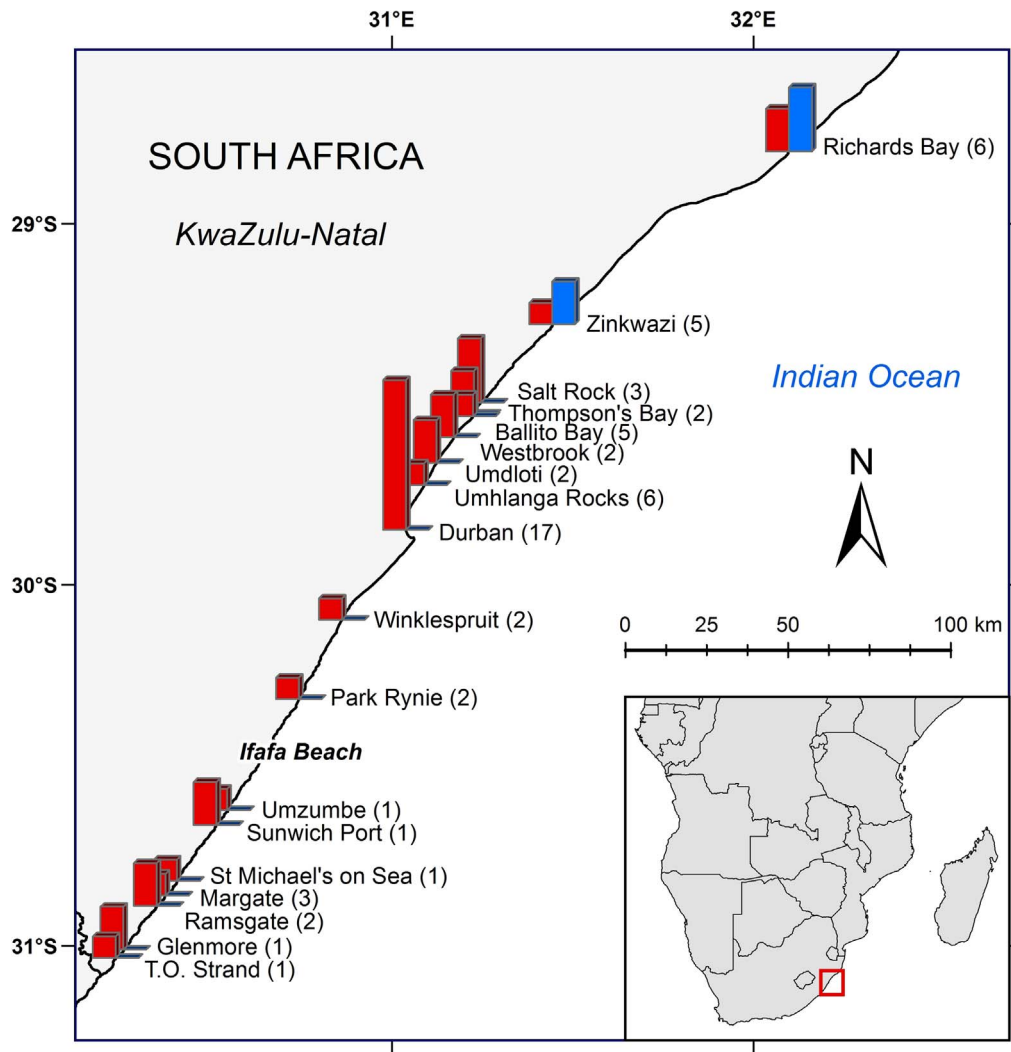 31°E
32°E
SOUTH AFRICA
Richards Bay (6)
29°S
KwaZulu-Natal
Zinkwazi (5)
Indian Ocean
Salt Rock (3)
Thompson's Bay (2)
Ballito Bay (5)
Westbrook (2)
Umdloti (2)
Umhlanga Rocks (6)
Durban (17)
N
30°S
Winklespruit (2)
0 25 50 100 km
Park Rynie (2)
Ifafa Beach
Umzumbe (1)
Sunwich Port (1)
St Michael's on Sea (1)
Margate (3)
Ramsgate (2)
31°S
Glenmore (1)
T.O. Strand (1)